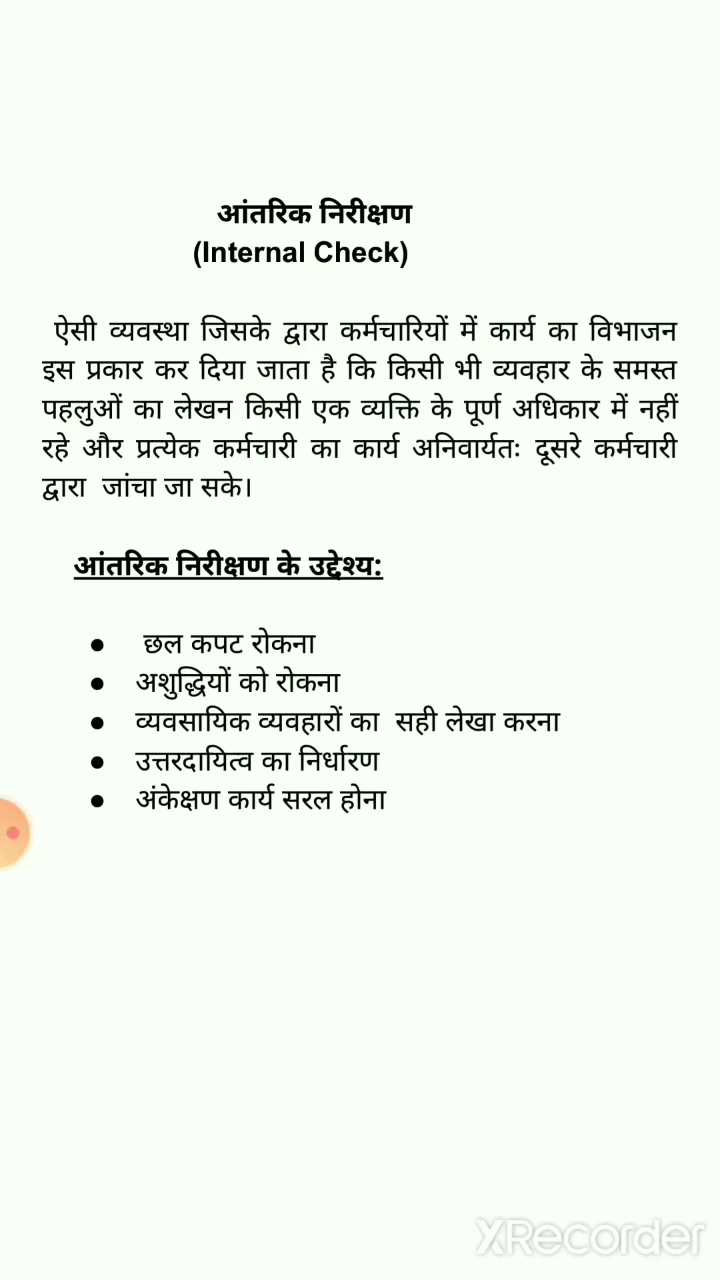 आंतरिक निरीक्षण
(Internal Check)
ऐसी व्यवस्था जिसके द्वारा कर्मचारियों में कार्य का विभाजन
इस प्रकार कर दिया जाता है कि किसी भी व्यवहार के समस्त
पहलुओं का लेखन किसी एक व्यक्ति के पूर्ण अधिकार में नहीं
रहे और प्रत्येक कर्मचारी का कार्य अनिवार्यतः दूसरे कर्मचारी
द्वारा जांचा जा सके।
आंतरिक निरीक्षण के उद्देश्य:
● छल कपट रोकना
● अशुद्धियों को रोकना
● व्यवसायिक व्यवहारों का सही लेखा करना
● उत्तरदायित्व का निर्धारण
● अंकेक्षण कार्य सरल होना
XRecorder